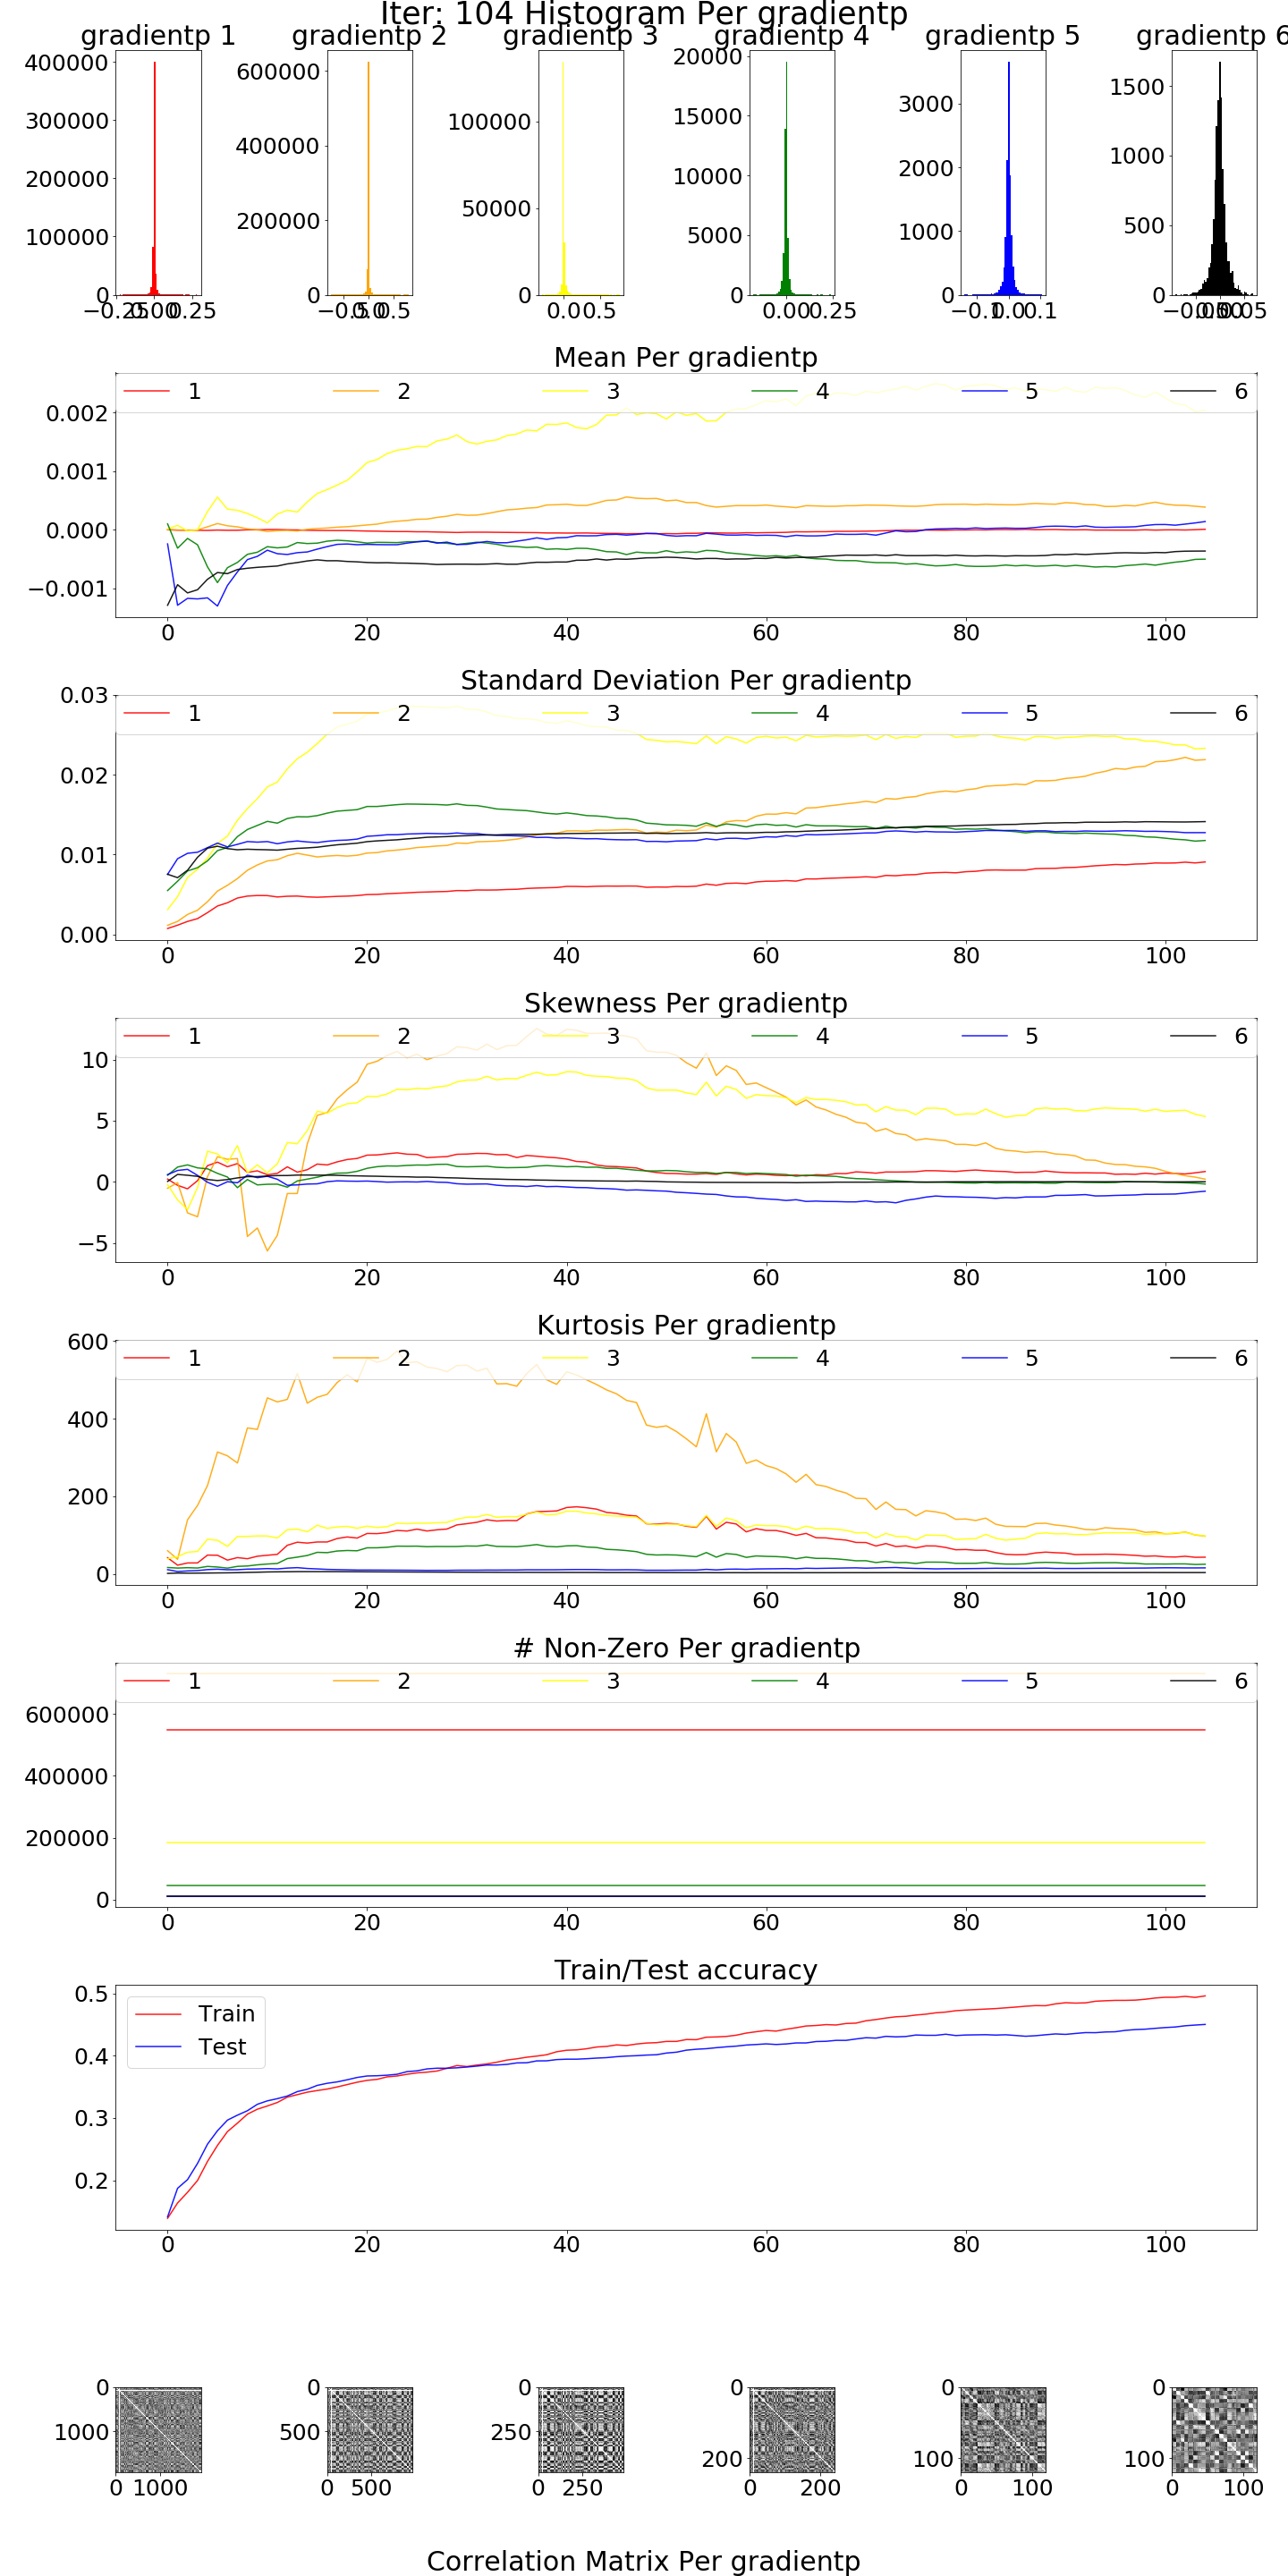 Iter: 104 Histogram Per gradientp
gradientp 1 gradientp 2 gradientp 3 gradientp 4 gradientp 5 gradientp 6
400000
300000
200000
100000
0
600000
400000
200000
0
−0.5 0.0 0.5
100000
50000
0
0.0 0.5
20000
15000
10000
5000
0
0.00 0.25
3000
2000
1000
0
−0.1 0.0 0.1
1500
1000
500
0
−0.25 0.00 0.25
−0.05 0.00 0.05
Mean Per gradientp
1 2 3 4 5 6
0.002
0.001
0.000
−0.001
0 20 40 60 80 100
Standard Deviation Per gradientp
1 2 3 4 5 6
0.03
0.02
0.01
0.00
0 20 40 60 80 100
Skewness Per gradientp
1 2 3 4 5 6
10
5
0
−5
0 20 40 60 80 100
Kurtosis Per gradientp
1 2 3 4 5 6
600
400
200
0
0 20 40 60 80 100
# Non-Zero Per gradientp
1 2 3 4 5 6
600000
400000
200000
0
0 20 40 60 80 100
Train/Test accuracy
Train
Test
0.5
0.4
0.3
0.2
0 20 40 60 80 100
0
1000
0 1000
0
500
0 500
0
250
0 250
0
200
0 200
0
100
0 100
0
100
0 100
Correlation Matrix Per gradientp